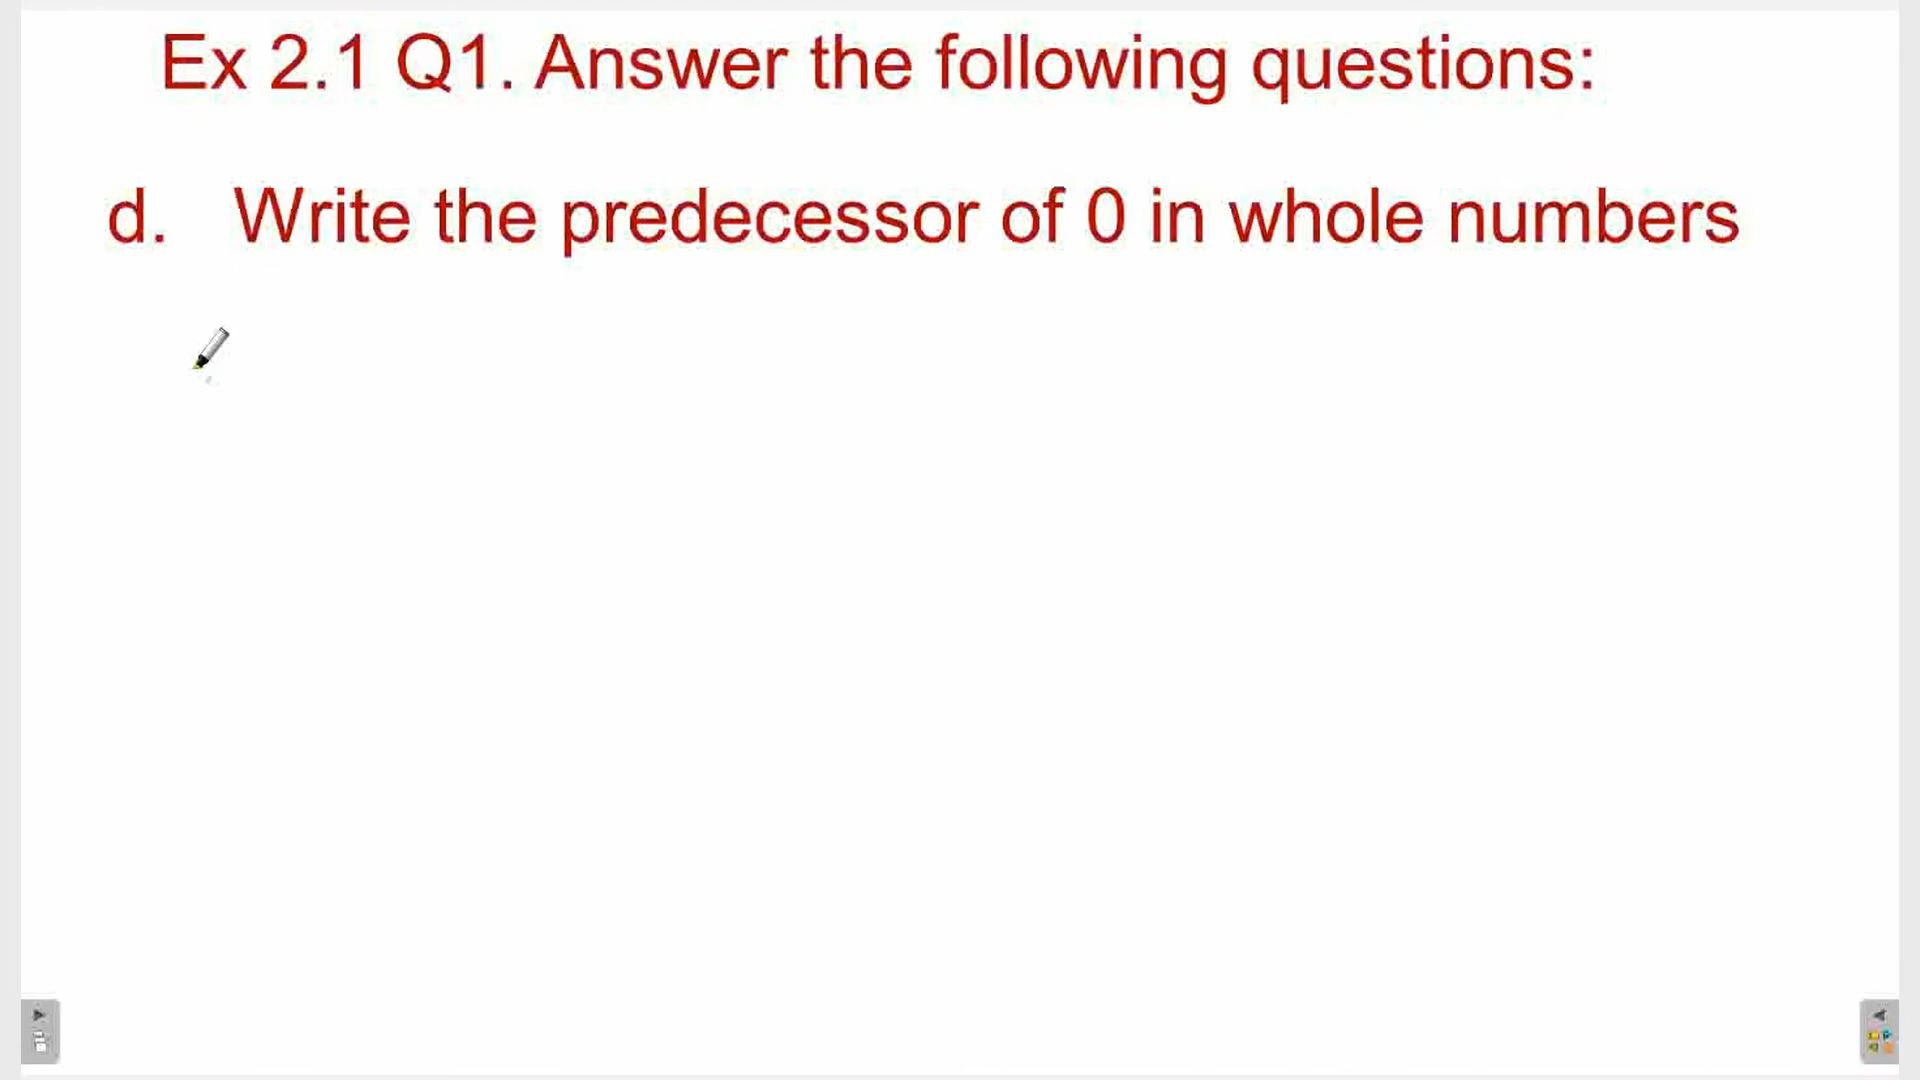 Ex 2.1 Q1. Answer the following questions:
d. Write the predecessor of 0 in whole numbers